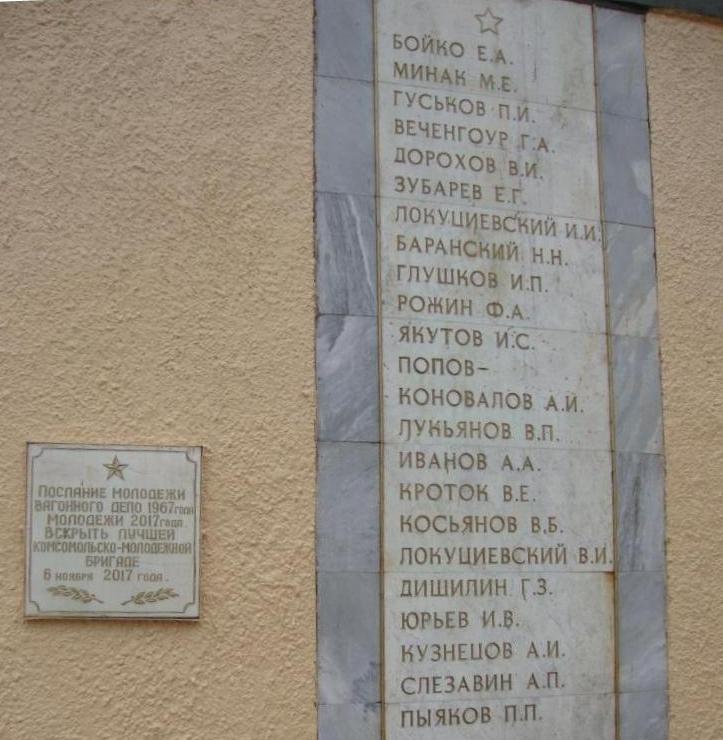 БОЙКО Е.А.
МИНАК М.Е.
ГУСЬКОВ П.И.
ВЕЧЕНГОУР Г.А.
ДОРОХОВ В.И.
ЗУБАРЕВ Е.Г.
ЛОКУЦИЕВСКИЙ И.И.
БАРАНСКИЙ Н.Н.
ГЛУШКОВ И.П.
РОЖИН Ф.А.
ЯКУТОВ И.С.
ПОПОВ–
КОНОВАЛОВ А.И.
ЛУКЬЯНОВ В.П.
ИВАНОВ А.А.
КРОТОК В.Е.
КОСЬЯНОВ В.Б.
ЛОКУЦИЕВСКИЙ В.И.
ДИШИЛИН Г.З.
ЮРЬЕВ И.В.
КУЗНЕЦОВ А.И.
СЛЕЗАВИН А.П.
ПЫЯКОВ П.П.
ПОСЛАНИЕ МОЛОДЕЖИ
ВАГОННОГО ДЕПО 1967 ГОДА
МОЛОДЕЖИ 2017 ГОДА
ВСКРЫТЬ ЛУЧШЕЙ
КОМСОМОЛЬСКО-МОЛОДЕЖНОЙ
БРИГАДЕ
6 НОЯБРЯ 2017 ГОДА.